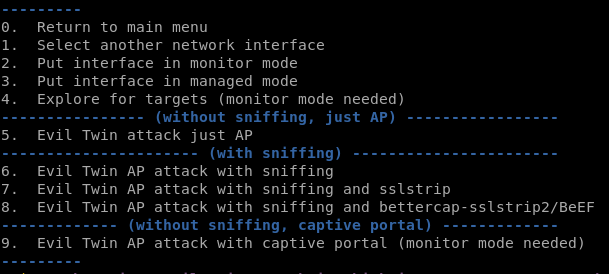 ---------
0.  Return to main menu
1.  Select another network interface
2.  Put interface in monitor mode
3.  Put interface in managed mode
4.  Explore for targets (monitor mode needed)
---------------- (without sniffing, just AP) -----------------
5.  Evil Twin attack just AP
---------------------- (with sniffing) -----------------------
6.  Evil Twin AP attack with sniffing
7.  Evil Twin AP attack with sniffing and sslstrip
8.  Evil Twin AP attack with sniffing and bettercap-sslstrip2/BeEF
------------- (without sniffing, captive portal) -------------
9.  Evil Twin AP attack with captive portal (monitor mode needed)
---------